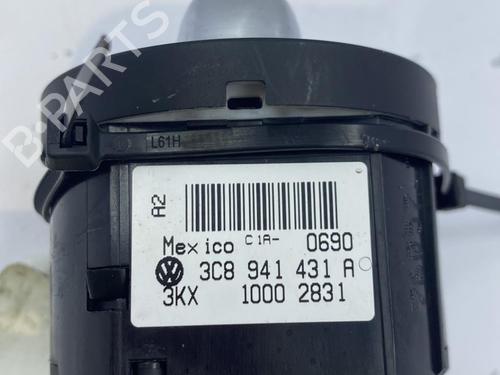 B-PARTS
L61H
A2
Mexico C1A- 0690
3C8 941 431 A
3KX 1000 2831